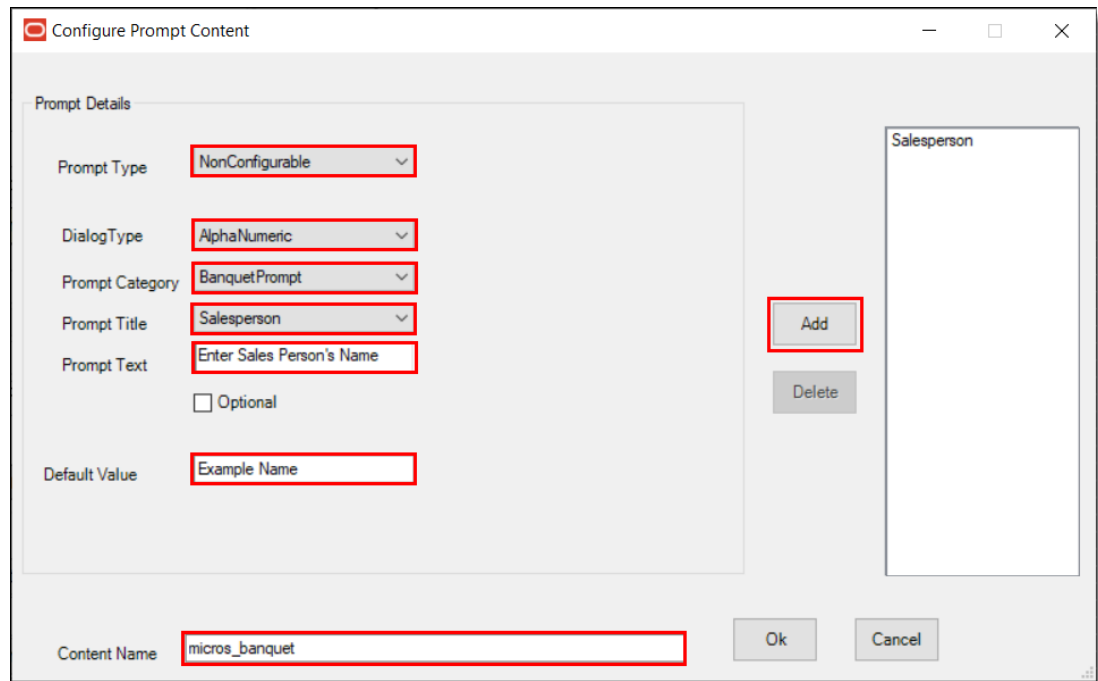 Configure Prompt Content
Prompt Details
Prompt Type NonConfigurable
DialogType AlphaNumeric
Prompt Category BanquetPrompt
Prompt Title Salesperson
Prompt Text Enter Sales Person's Name
Optional
Default Value Example Name
Add
Delete
Salesperson
Content Name micros_banquet
Ok
Cancel